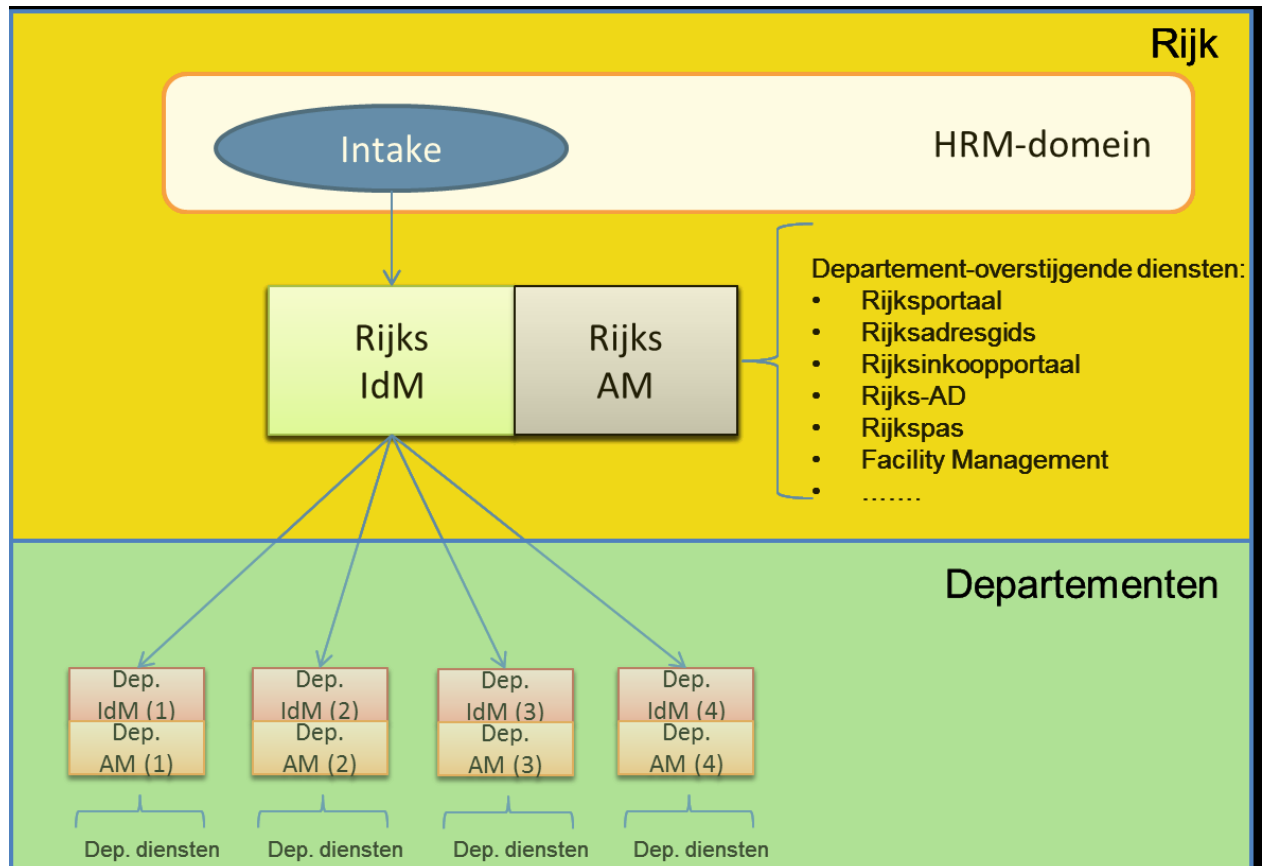 Rijk
Intake
HRM-domein
Rijks
IdM
Rijks
AM
Departement-overstijgende diensten:
• Rijksportaal
• Rijksadresgids
• Rijksinkoopportaal
• Rijks-AD
• Rijkspas
• Facility Management
• .......
Departementen
Dep.
IdM (1)
Dep.
AM (1)
Dep. diensten
Dep.
IdM (2)
Dep.
AM (2)
Dep. diensten
Dep.
IdM (3)
Dep.
AM (3)
Dep. diensten
Dep.
IdM (4)
Dep.
AM (4)
Dep. diensten